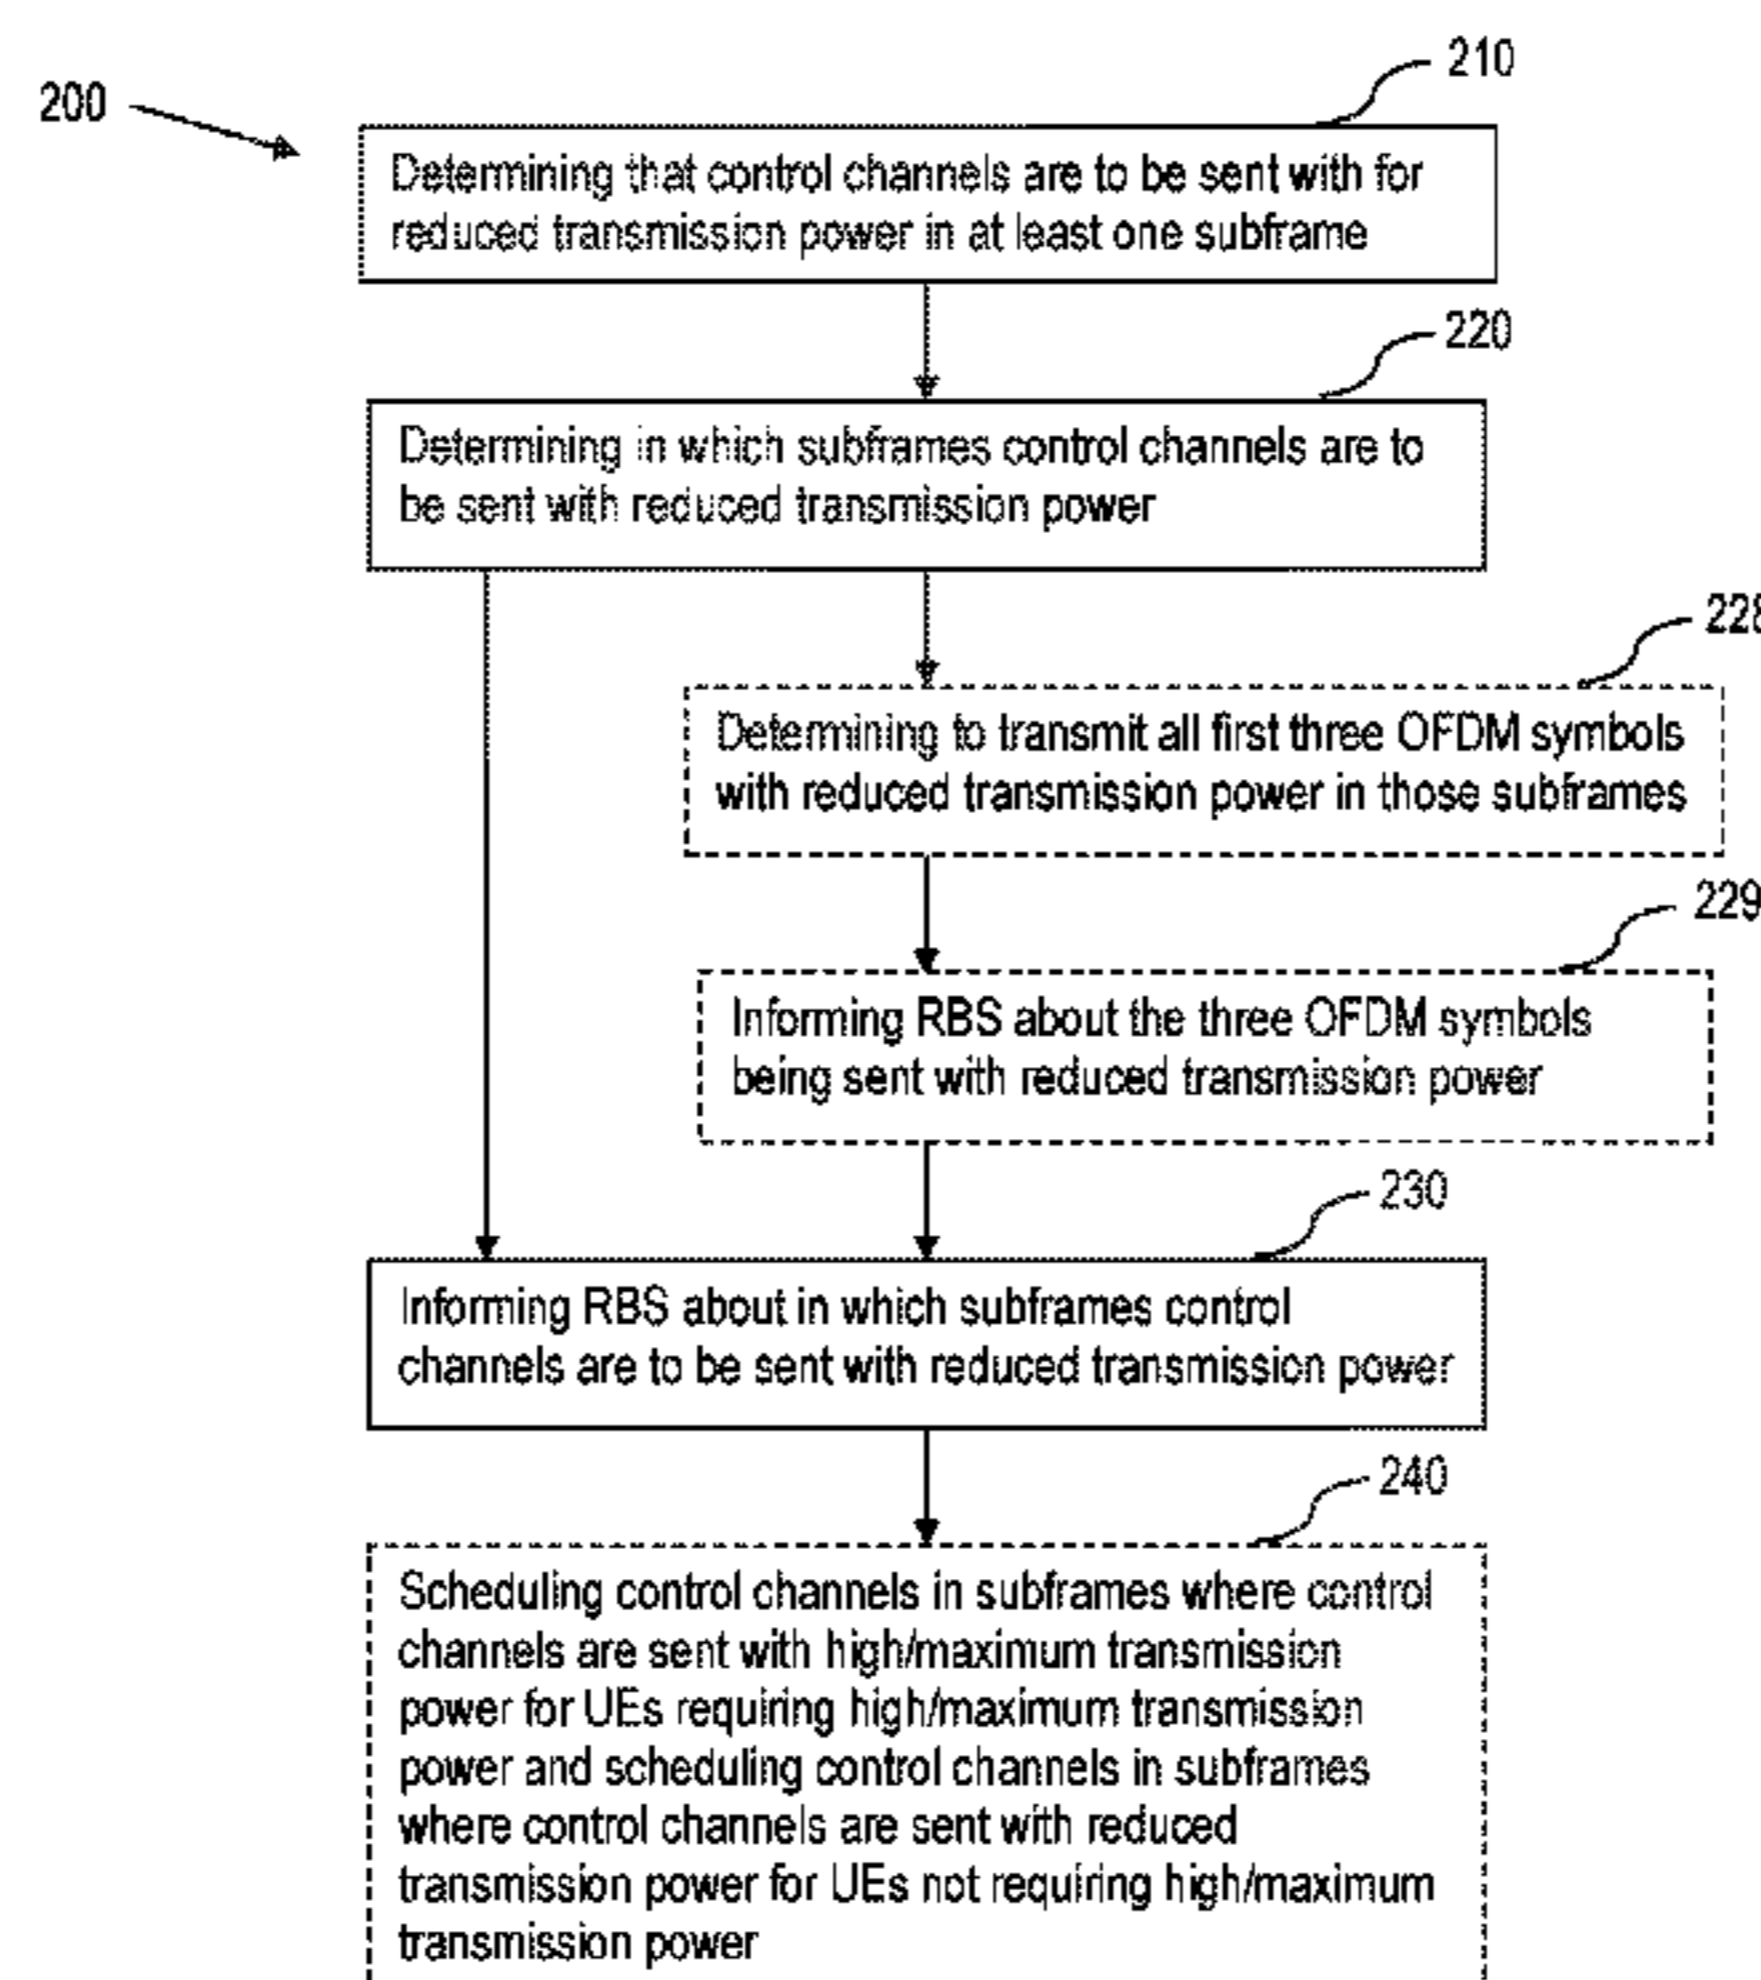 200
210
Determining that control channels are to be sent with for
reduced transmission power in at least one subframe
220
Determining in which subframes control channels are to
be sent with reduced transmission power
228
Determining to transmit all first three OFDM symbols
with reduced transmission power in those subframes
229
Informing RBS about the three OFDM symbols
being sent with reduced transmission power
230
Informing RBS about in which subframes control
channels are to be sent with reduced transmission power
240
Scheduling control channels in subframes where control
channels are sent with high/maximum transmission
power for UEs requiring high/maximum transmission
power and scheduling control channels in subframes
where control channels are sent with reduced
transmission power for UEs not requiring high/maximum
transmission power